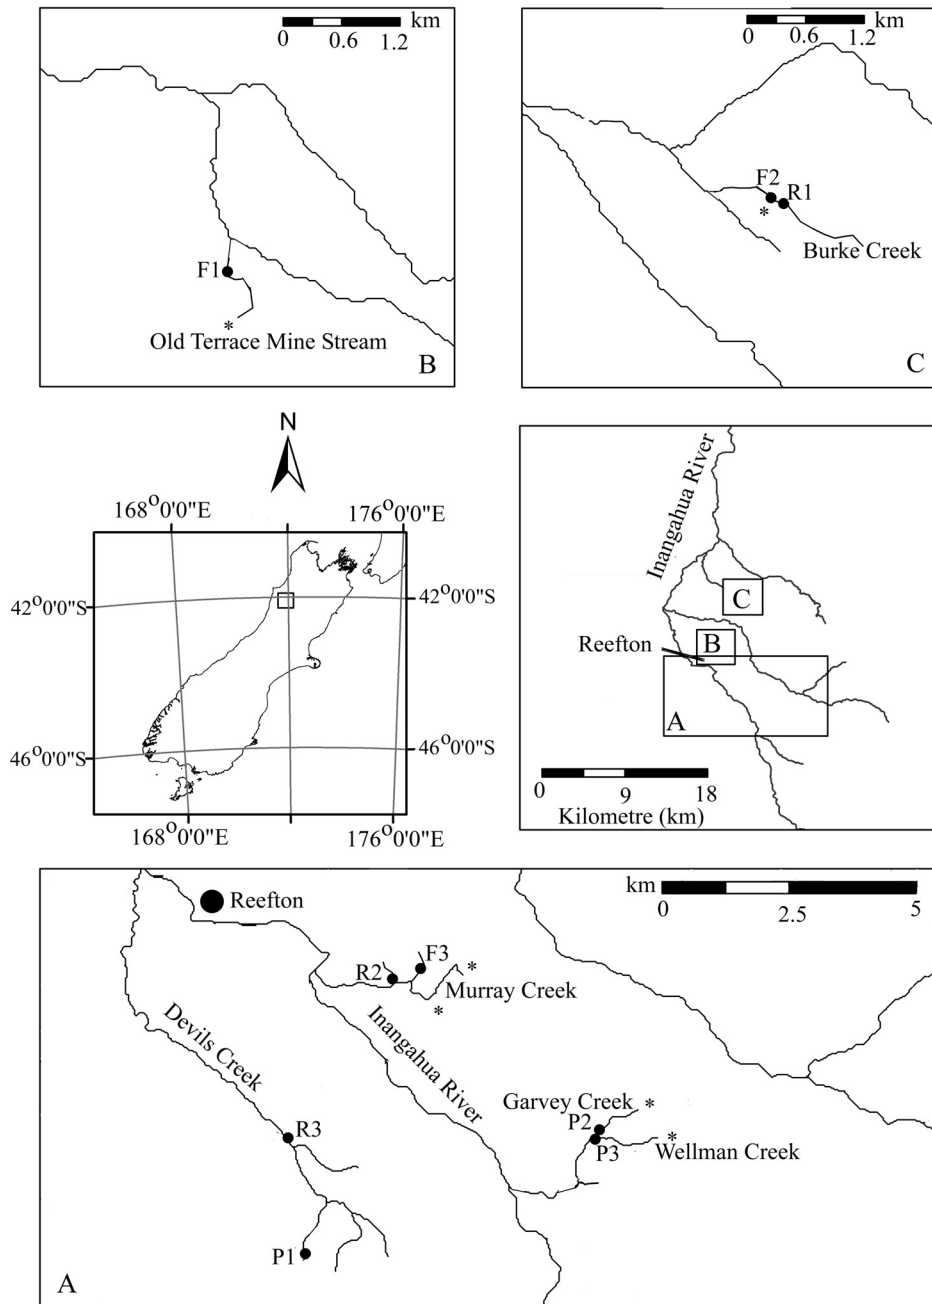 km
0 0.6 1.2
F1
*
Old Terrace Mine Stream
B
km
0 0.6 1.2
F2
R1
*
Burke Creek
C
N
168°0'0"E 176°0'0"E
42°0'0"S 42°0'0"S
46°0'0"S 46°0'0"S
168°0'0"E 176°0'0"E
Inangahua River
C
Reefton
B
A
0 9 18
Kilometre (km)
Reefton
km
0 2.5 5
R2
F3
*
Murray Creek
*
Devils Creek
Inangahua River
R3
Garvey Creek *
P2
P3
*
Wellman Creek
P1
A